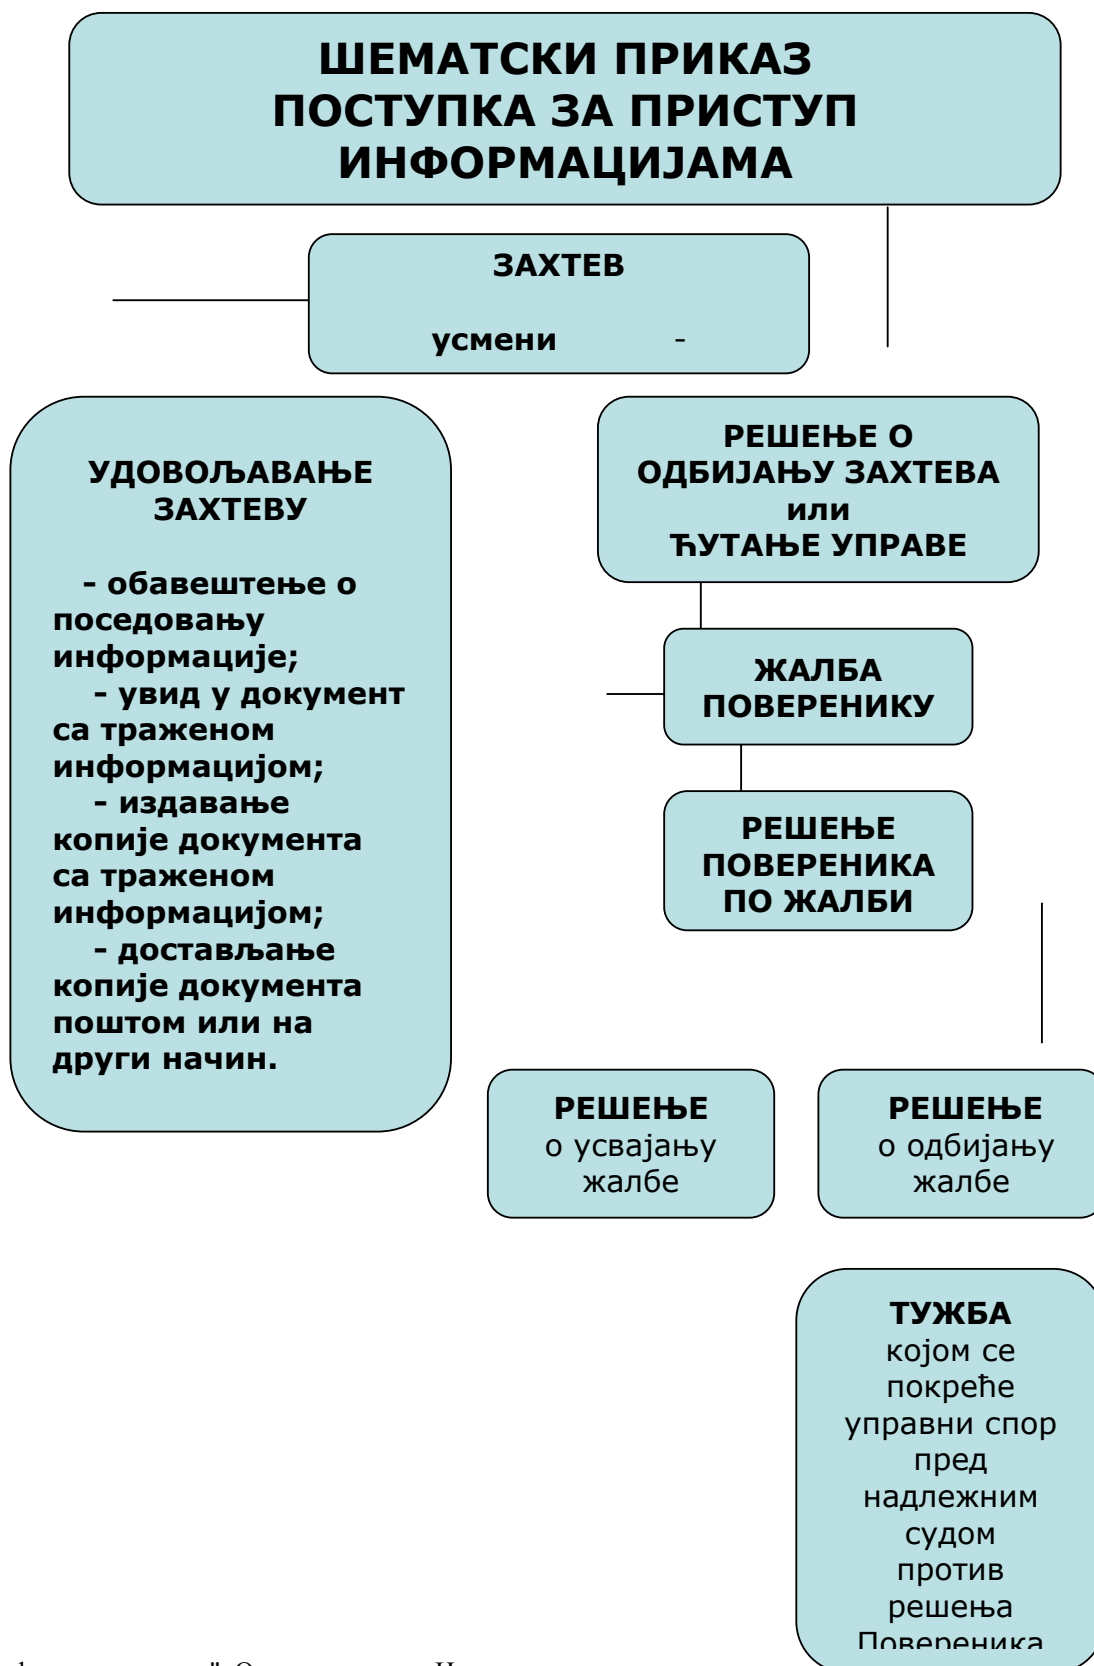 ШЕМАТСКИ ПРИКАЗ
ПОСТУПКА ЗА ПРИСТУП
ИНФОРМАЦИЈАМА
ЗАХТЕВ
усмени -
УДОВОЉАВАЊЕ
ЗАХТЕВУ
– обавештење о
поседовању
информације;
– увид у документ
са траженом
информацијом;
– издавање
копије документа
са траженом
информацијом;
– достављање
копије документа
поштом или на
други начин.
РЕШЕЊЕ О
ОДБИЈАЊУ ЗАХТЕВА
или
ЋУТАЊЕ УПРАВЕ
ЖАЛБА
ПОВЕРЕНИКУ
РЕШЕЊЕ
ПОВЕРЕНИКА
ПО ЖАЛБИ
РЕШЕЊЕ
о усвајању
жалбе
РЕШЕЊЕ
о одбијању
жалбе
ТУЖБА
којом се
покреће
управни спор
пред
надлежним
судом
против
решења
Повереника